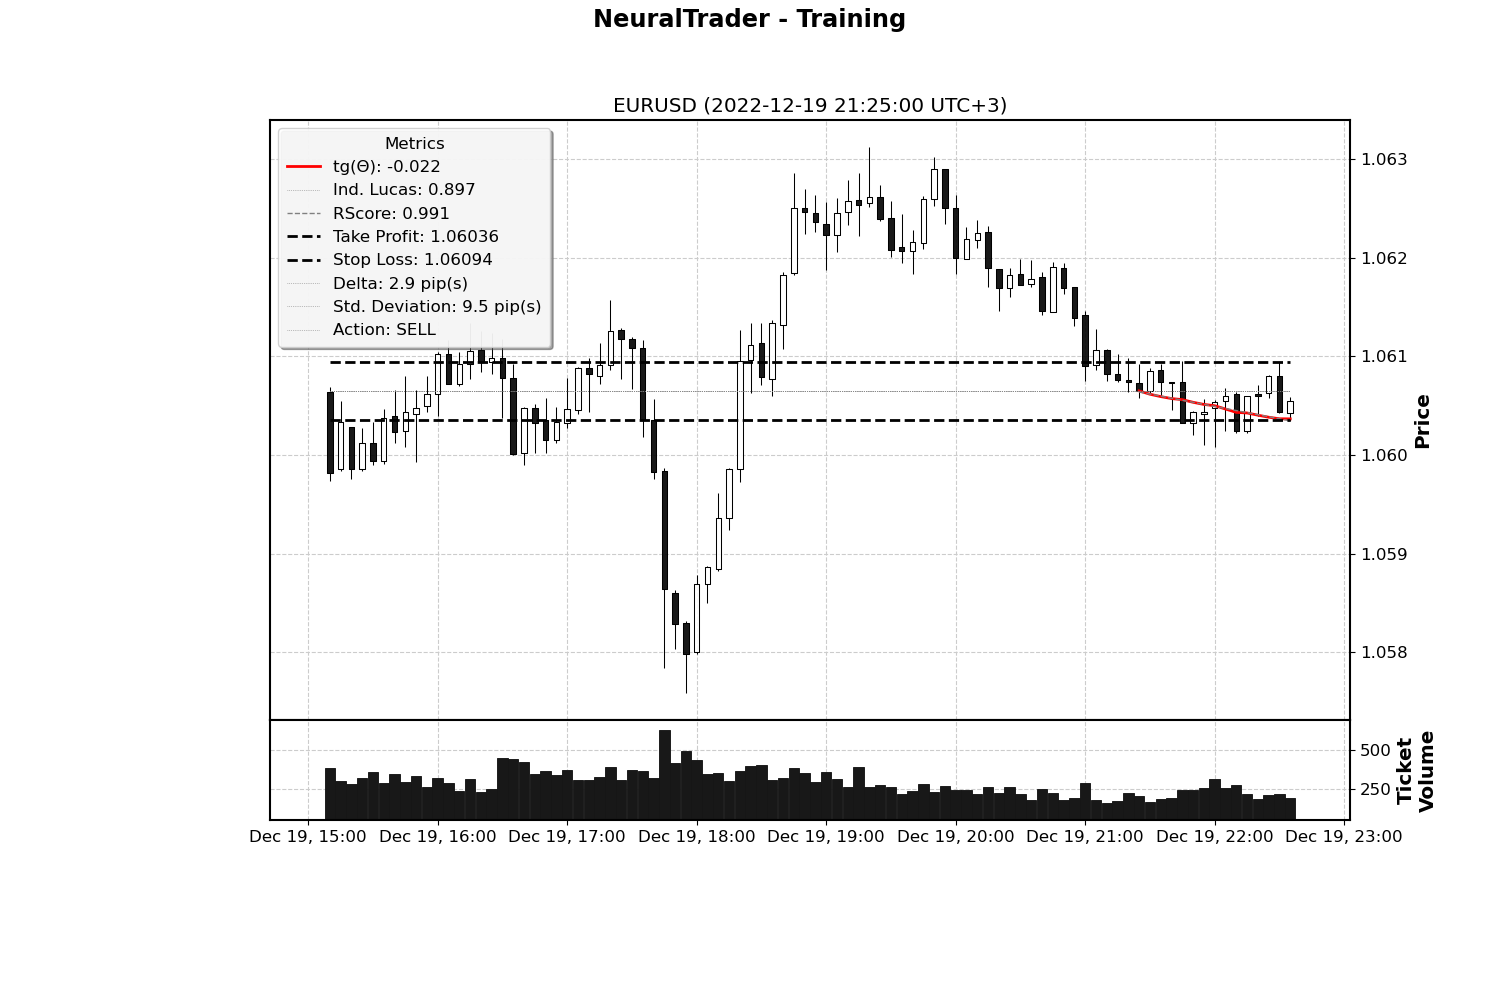 NeuralTrader - Training
EURUSD (2022-12-19 21:25:00 UTC+3)
Metrics
tg(Θ): -0.022
Ind. Lucas: 0.897
RScore: 0.991
Take Profit: 1.06036
Stop Loss: 1.06094
Delta: 2.9 pip(s)
Std. Deviation: 9.5 pip(s)
Action: SELL
1.063
1.062
1.061
1.060
1.059
1.058
Price
500
250
Ticket
Volume
Dec 19, 15:00
Dec 19, 16:00
Dec 19, 17:00
Dec 19, 18:00
Dec 19, 19:00
Dec 19, 20:00
Dec 19, 21:00
Dec 19, 22:00
Dec 19, 23:00